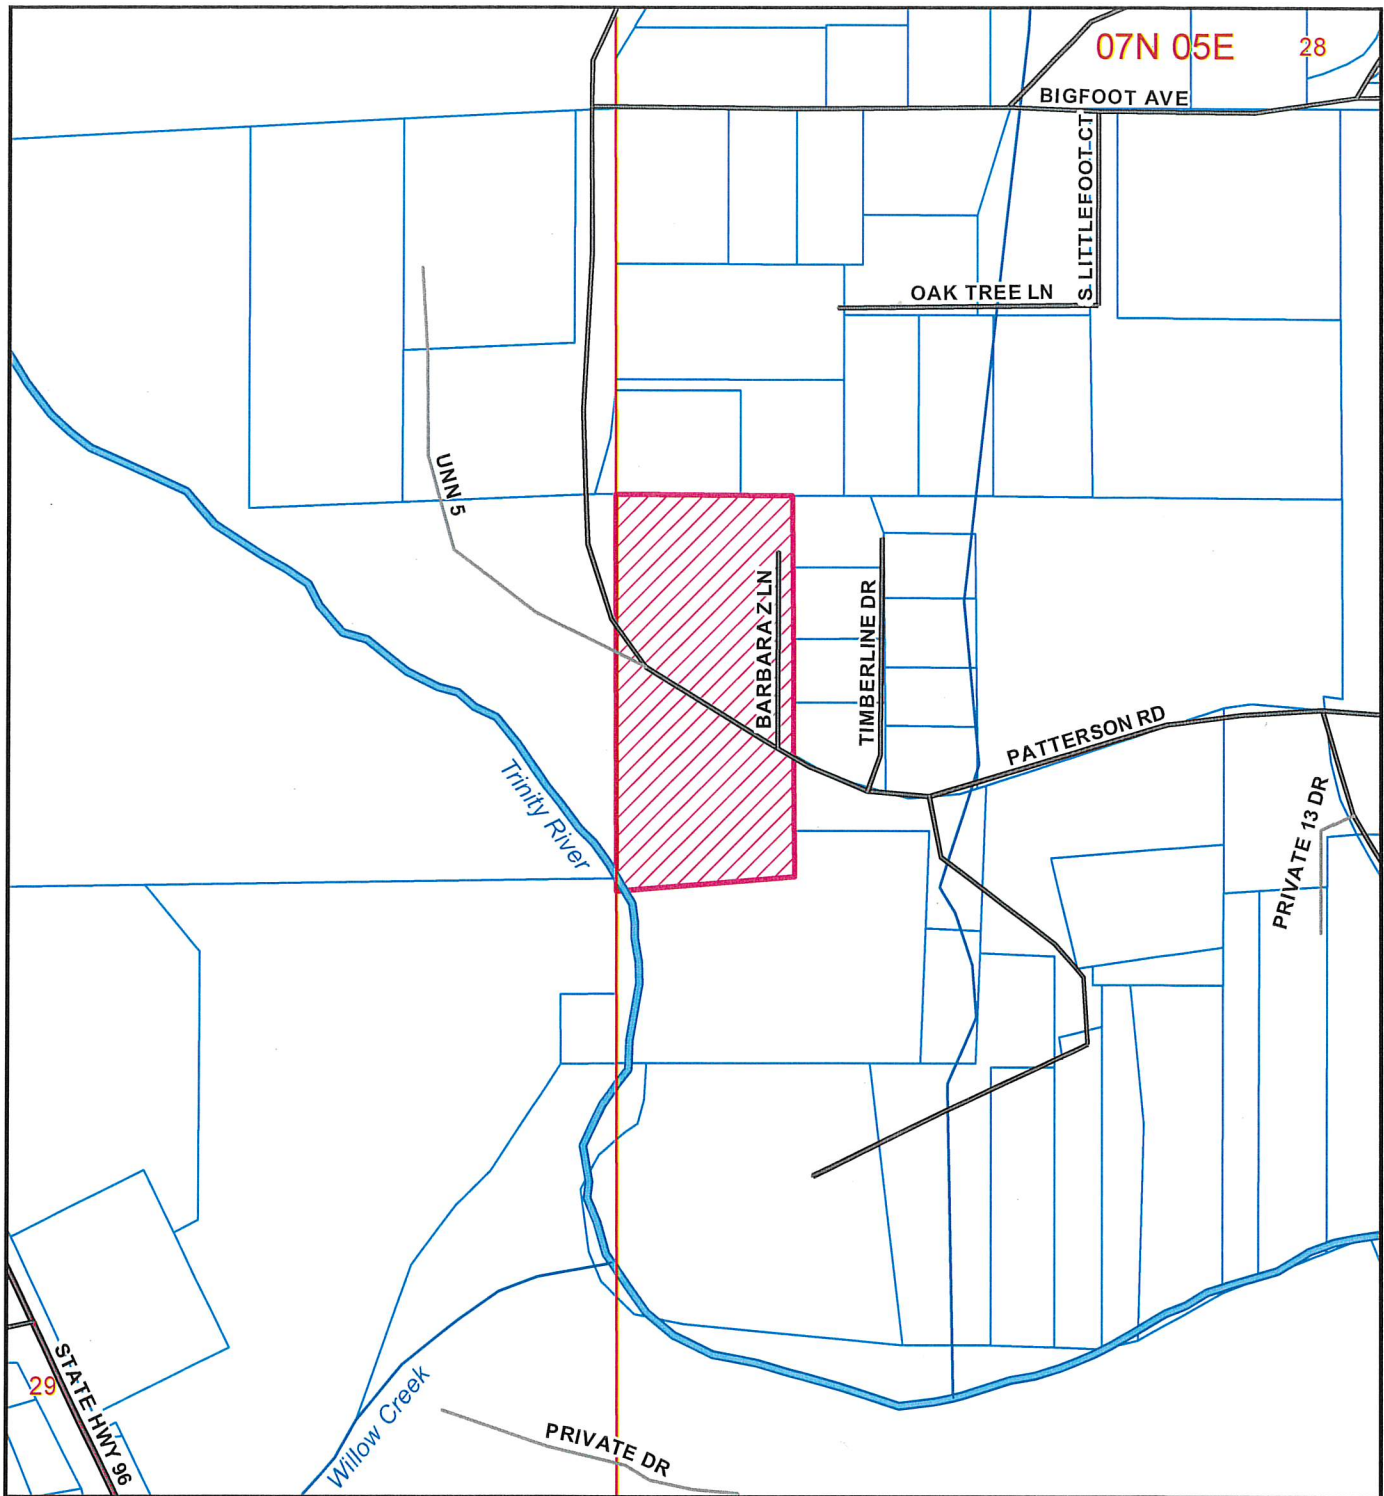 07N 05E
28
BIGFOOT AVE
S LITTLEFOOT CT
OAK TREE LN
UNN 5
BARBARA Z LN
TIMBERLINE DR
PATTERSON RD
Trinity River
PRIVATE 13 DR
STATE HWY 96
29
Willow Creek
PRIVATE DR